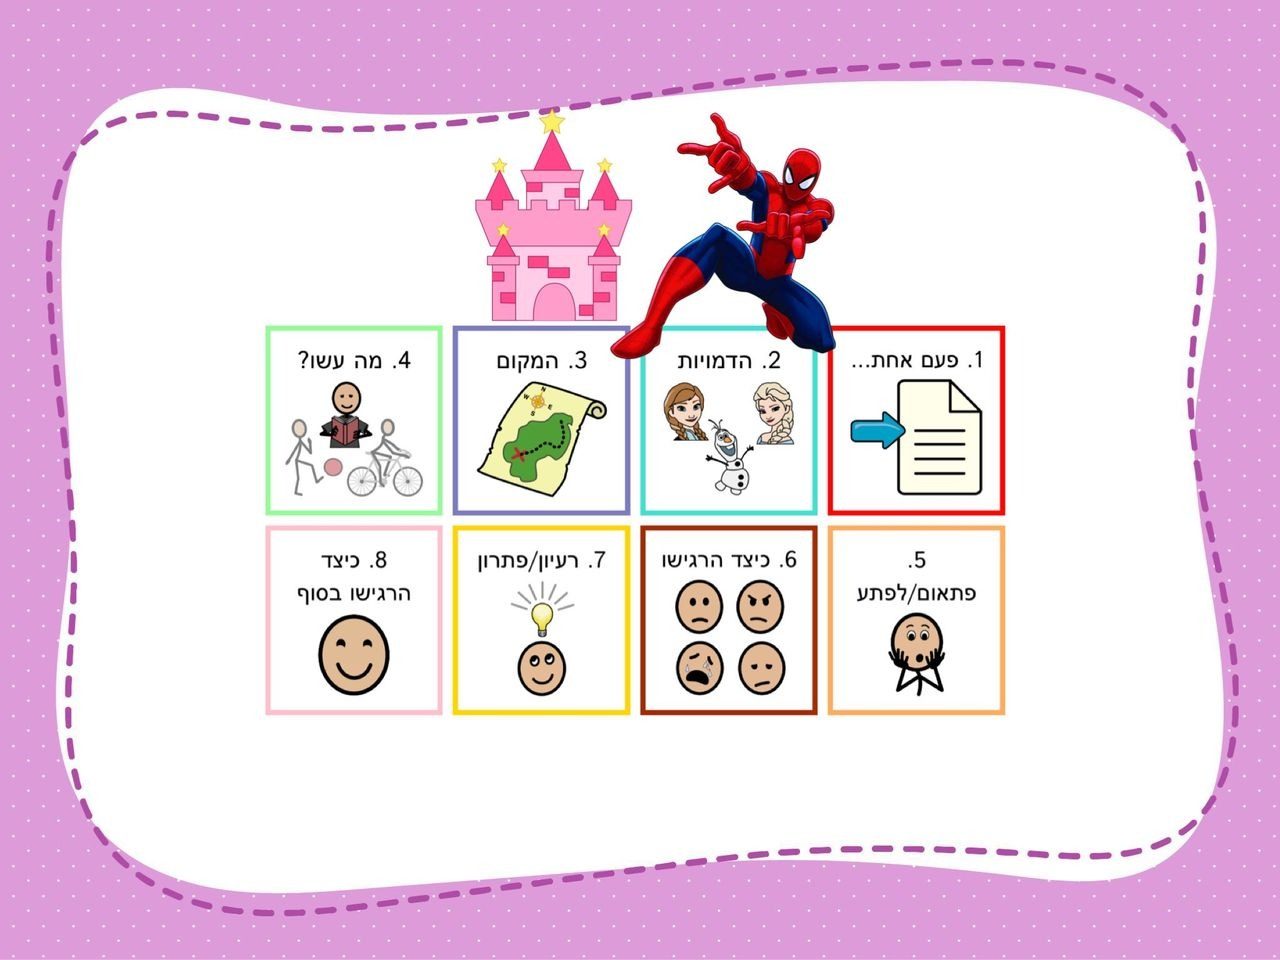 1. פעם אחת...
2. הדמויות
3. המקום
N
E
S
W
4. מה עשו?
5.
פתאום/לפתע
6. כיצד הרגישו
7. רעיון/פתרון
8. כיצד
הרגישו בסוף